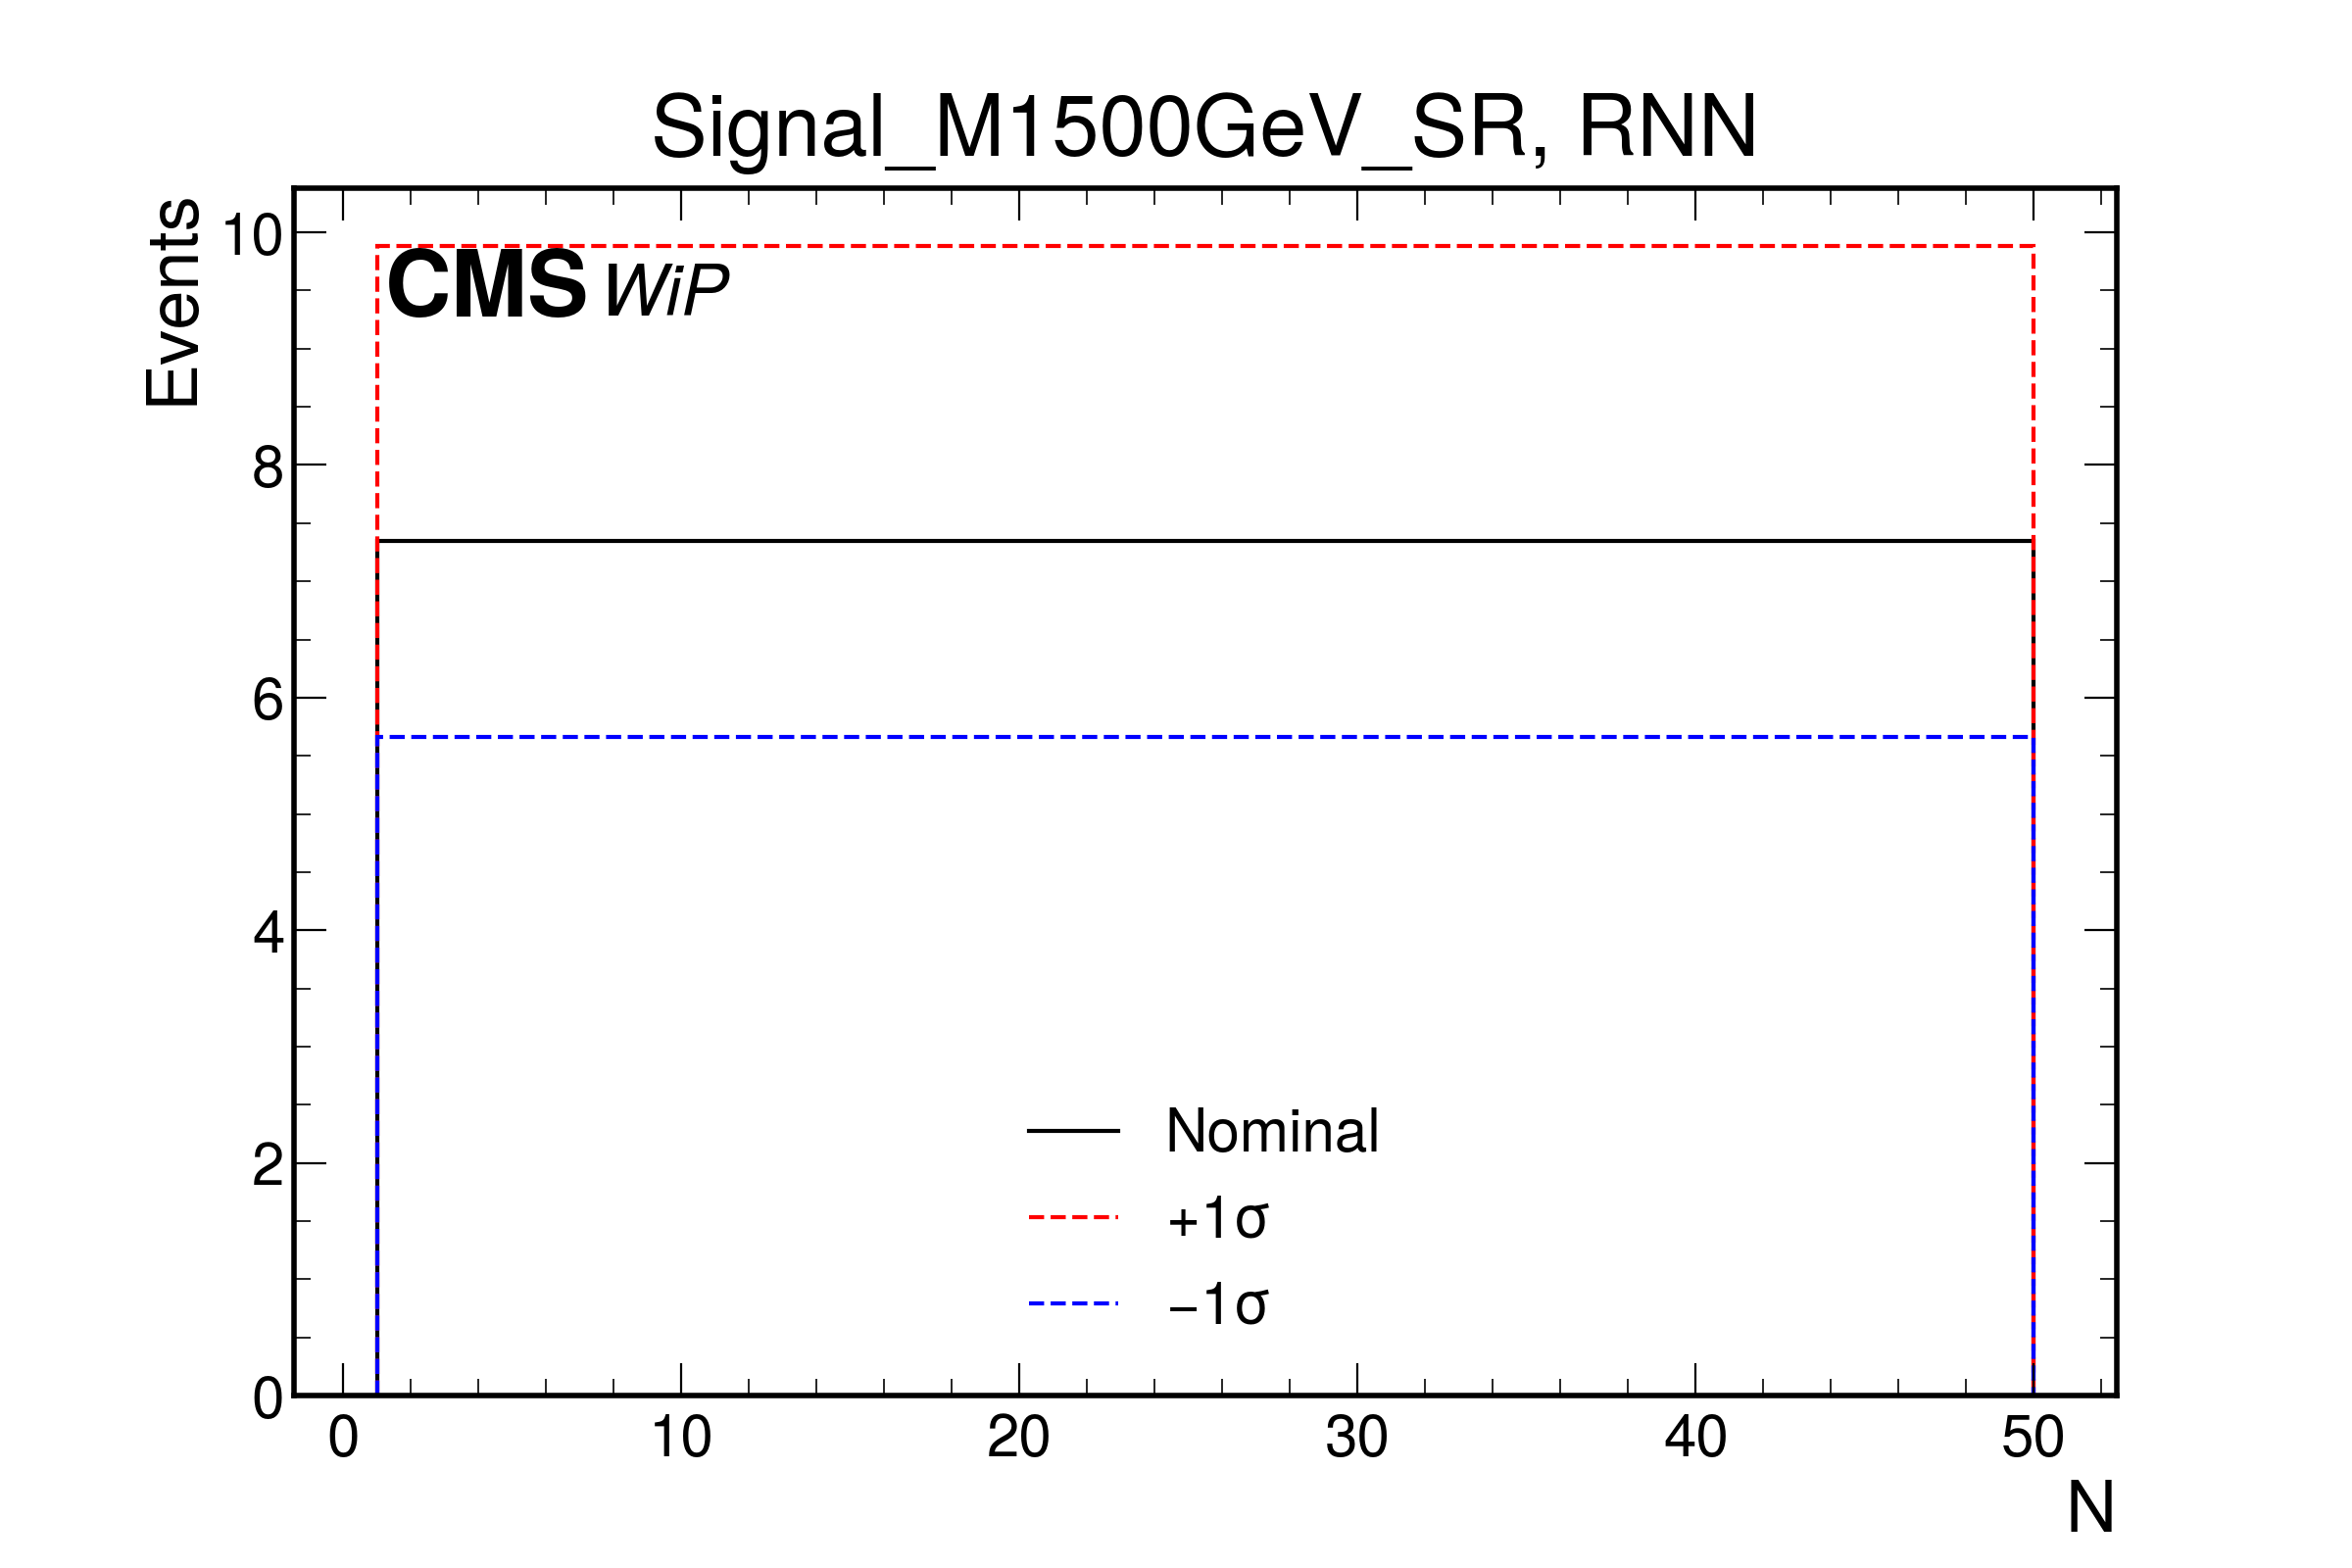 Signal_M1500GeV_SR, RNN
Events
CMS WiP
10
8
6
4
2
0
Nominal
+1σ
−1σ
0 10 20 30 40 50
N